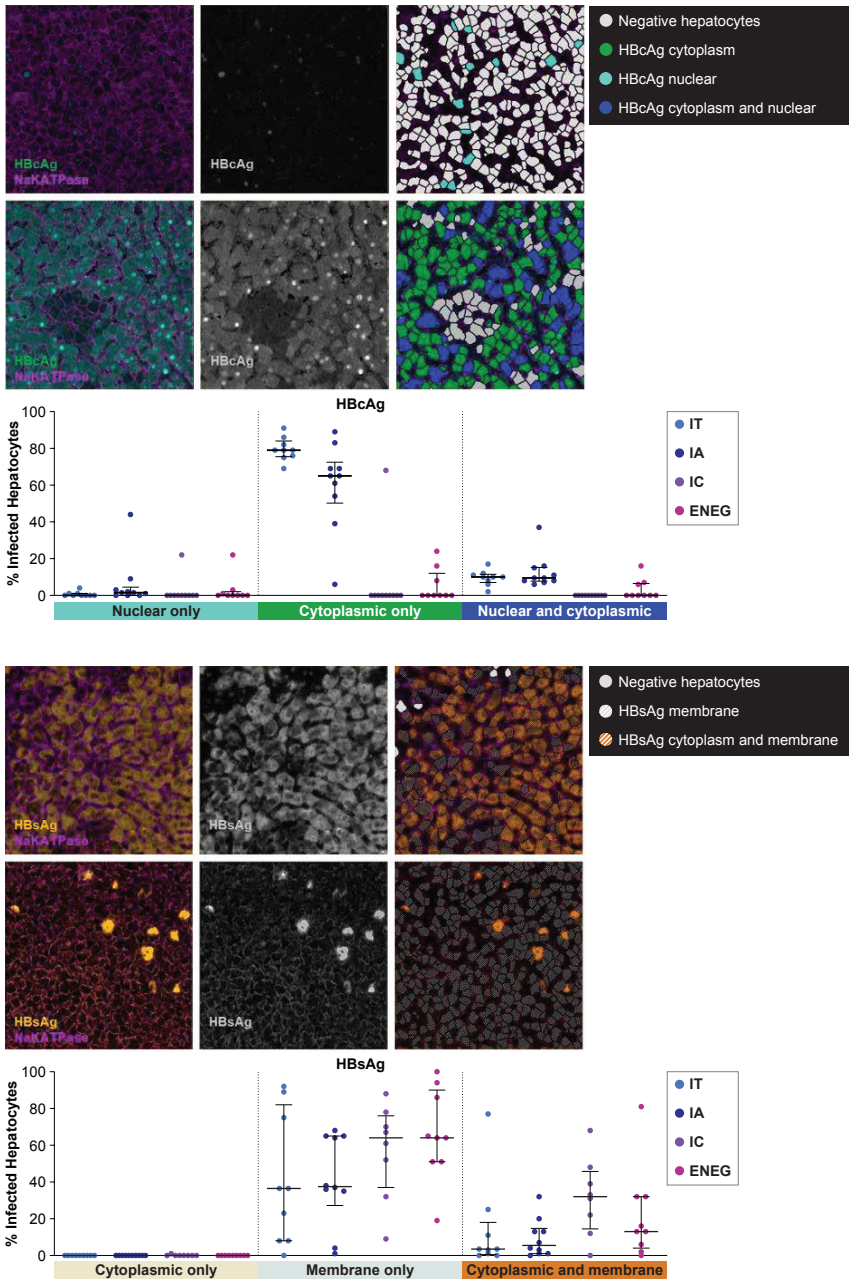 Negative hepatocytes
HBcAg cytoplasm
HBcAg nuclear
HBcAg cytoplasm and nuclear
HBcAg
NaKATPase
HBcAg
HBcAg
NaKATPase
HBcAg
HBcAg
% Infected Hepatocytes
100
80
60
40
20
0
Nuclear only
Cytoplasmic only
Nuclear and cytoplasmic
IT
IA
IC
ENEG
Negative hepatocytes
HBsAg membrane
HBsAg cytoplasm and membrane
HBsAg
NaKATPase
HBsAg
HBsAg
NaKATPase
HBsAg
HBsAg
% Infected Hepatocytes
100
80
60
40
20
0
Cytoplasmic only
Membrane only
Cytoplasmic and membrane
IT
IA
IC
ENEG